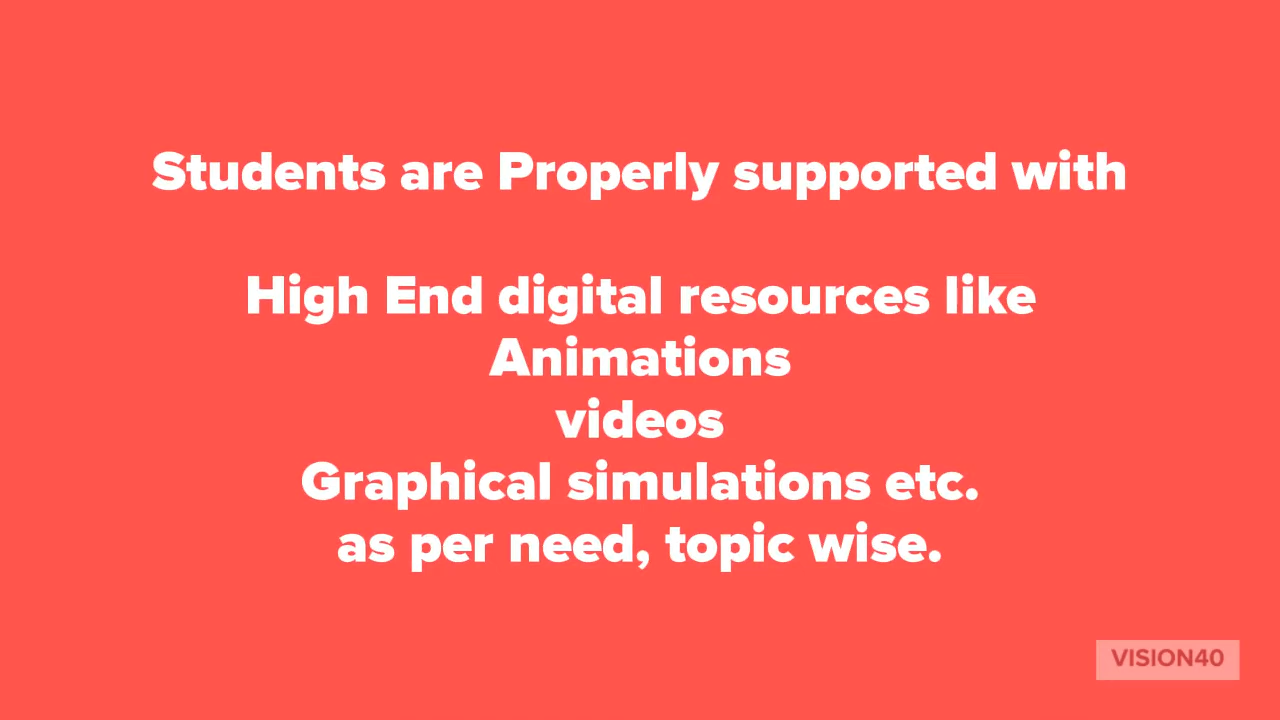 Students are Properly supported with
High End digital resources like
Animations
videos
Graphical simulations etc.
as per need, topic wise.
VISION40